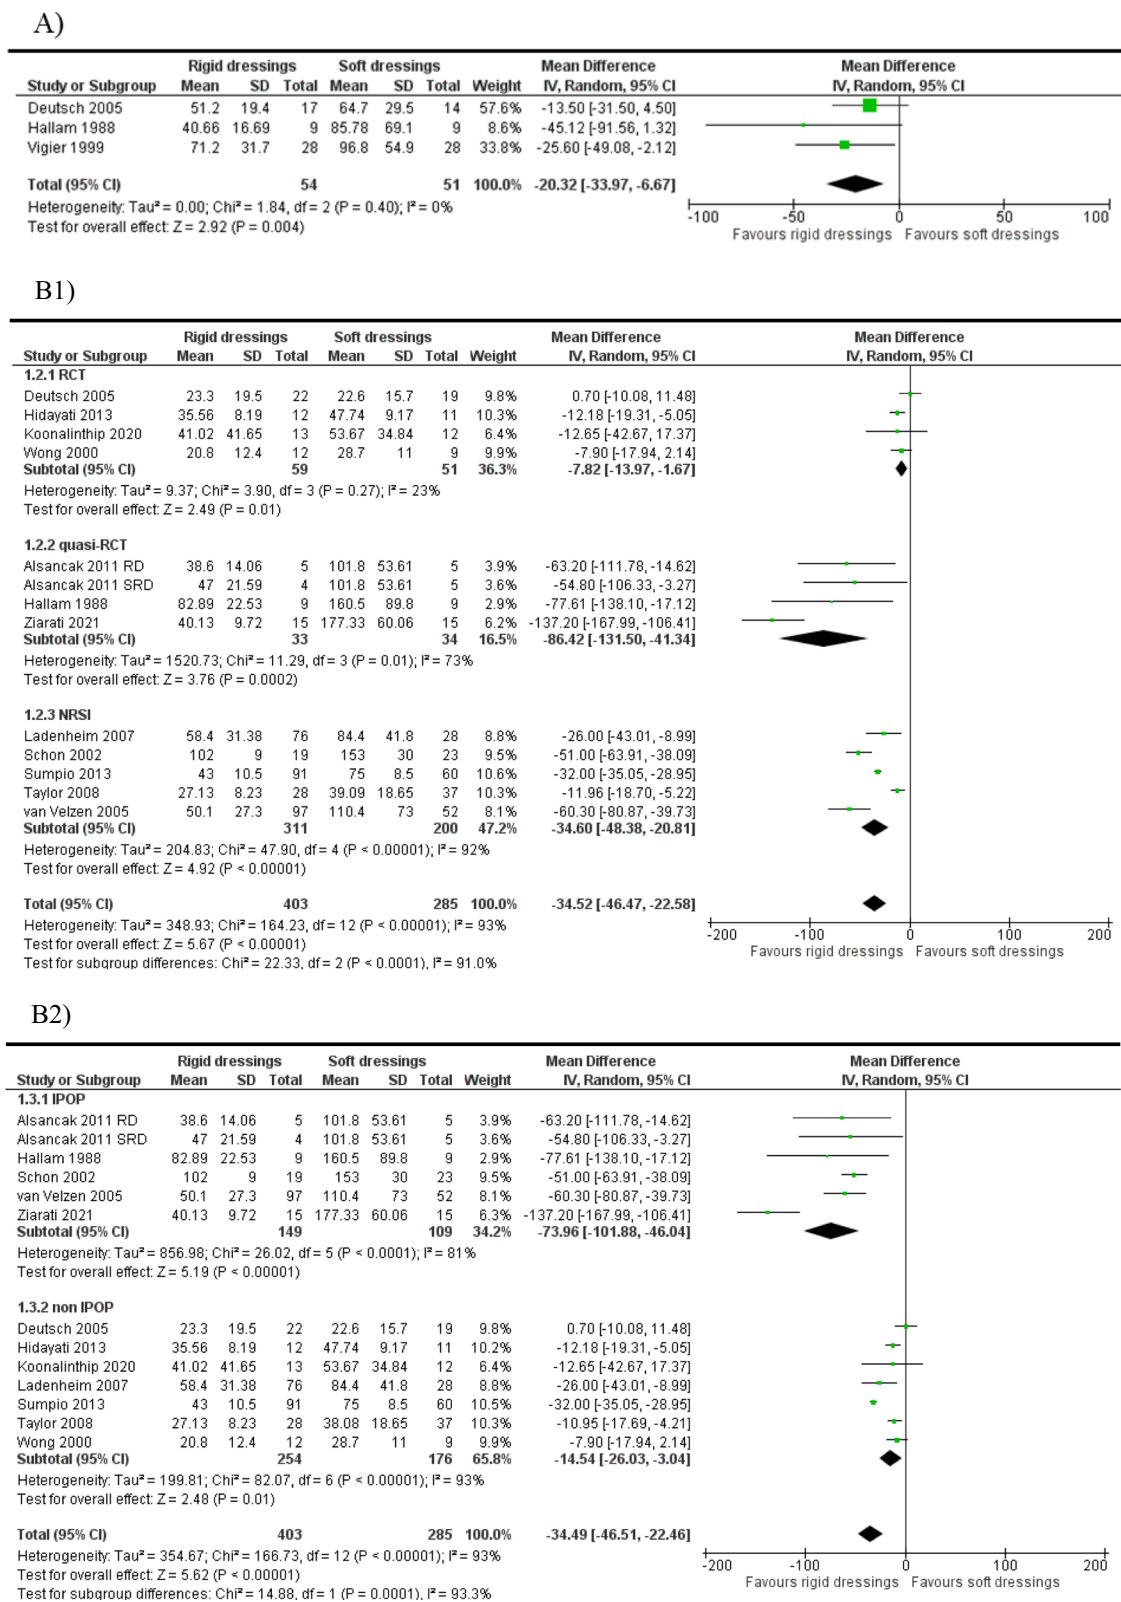 A)
Rigid dressings Soft dressings Mean Difference Mean Difference
Study or Subgroup Mean SD Total Mean SD Total Weight IV, Random, 95% CI IV, Random, 95% CI
Deutsch 2005 51.2 19.4 17 64.7 29.5 14 57.6% -13.50 [-31.50, 4.50]
Hallam 1988 40.66 16.69 9 85.78 69.1 9 8.6% -45.12 [-91.56, 1.32]
Vigier 1999 71.2 31.7 28 96.8 54.9 28 33.8% -25.60 [-49.08, -2.12]
Total (95% CI) 54 51 100.0% -20.32 [-33.97, -6.67]
Heterogeneity: Tau² = 0.00; Chi² = 1.84, df = 2 (P = 0.40); I² = 0%
Test for overall effect: Z = 2.92 (P = 0.004)
-100 -50 0 50 100
Favours rigid dressings Favours soft dressings
B1)
Rigid dressings Soft dressings Mean Difference Mean Difference
Study or Subgroup Mean SD Total Mean SD Total Weight IV, Random, 95% CI IV, Random, 95% CI
1.2.1 RCT
Deutsch 2005 23.3 19.5 22 22.6 15.7 19 9.8% 0.70 [-10.08, 11.48]
Hidayati 2013 35.56 8.19 12 47.74 9.17 11 10.3% -12.18 [-19.31, -5.05]
Koonalinthip 2020 41.02 41.65 13 53.67 34.84 12 6.4% -12.65 [-42.67, 17.37]
Wong 2000 20.8 12.4 12 28.7 11 9 9.9% -7.90 [-17.94, 2.14]
Subtotal (95% CI) 59 51 36.3% -7.82 [-13.97, -1.67]
Heterogeneity: Tau² = 9.37; Chi² = 3.90, df = 3 (P = 0.27); I² = 23%
Test for overall effect: Z = 2.49 (P = 0.01)
1.2.2 quasi-RCT
Alsancak 2011 RD 38.6 14.06 5 101.8 53.61 5 3.9% -63.20 [-111.78, -14.62]
Alsancak 2011 SRD 47 21.59 4 101.8 53.61 5 3.6% -54.80 [-106.33, -3.27]
Hallam 1988 82.89 22.53 9 160.5 89.8 9 2.9% -77.61 [-138.10, -17.12]
Ziarati 2021 40.13 9.72 15 177.33 60.06 15 6.2% -137.20 [-167.99, -106.41]
Subtotal (95% CI) 33 34 16.5% -86.42 [-131.50, -41.34]
Heterogeneity: Tau² = 1520.73; Chi² = 11.29, df = 3 (P = 0.01); I² = 73%
Test for overall effect: Z = 3.76 (P = 0.0002)
1.2.3 NRSI
Ladenheim 2007 58.4 31.38 76 84.4 41.8 28 8.8% -26.00 [-43.01, -8.99]
Schon 2002 102 9 19 153 30 23 9.5% -51.00 [-63.91, -38.09]
Sumpio 2013 43 10.5 91 75 8.5 60 10.6% -32.00 [-35.05, -28.95]
Taylor 2008 27.13 8.23 28 39.09 18.65 37 10.3% -11.96 [-18.70, -5.22]
van Velzen 2005 50.1 27.3 97 110.4 73 52 8.1% -60.30 [-80.87, -39.73]
Subtotal (95% CI) 311 200 47.2% -34.60 [-48.38, -20.81]
Heterogeneity: Tau² = 204.83; Chi² = 47.90, df = 4 (P < 0.00001); I² = 92%
Test for overall effect: Z = 4.92 (P < 0.00001)
Total (95% CI) 403 285 100.0% -34.52 [-46.47, -22.58]
Heterogeneity: Tau² = 348.93; Chi² = 164.23, df = 12 (P < 0.00001); I² = 93%
Test for overall effect: Z = 5.67 (P < 0.00001)
Test for subgroup differences: Chi² = 22.33, df = 2 (P < 0.0001), I² = 91.0%
-200 -100 0 100 200
Favours rigid dressings Favours soft dressings
B2)
Rigid dressings Soft dressings Mean Difference Mean Difference
Study or Subgroup Mean SD Total Mean SD Total Weight IV, Random, 95% CI IV, Random, 95% CI
1.3.1 IPOP
Alsancak 2011 RD 38.6 14.06 5 101.8 53.61 5 3.9% -63.20 [-111.78, -14.62]
Alsancak 2011 SRD 47 21.59 4 101.8 53.61 5 3.6% -54.80 [-106.33, -3.27]
Hallam 1988 82.89 22.53 9 160.5 89.8 9 2.9% -77.61 [-138.10, -17.12]
Schon 2002 102 9 19 153 30 23 9.5% -51.00 [-63.91, -38.09]
van Velzen 2005 50.1 27.3 97 110.4 73 52 8.1% -60.30 [-80.87, -39.73]
Ziarati 2021 40.13 9.72 15 177.33 60.06 15 6.3% -137.20 [-167.99, -106.41]
Subtotal (95% CI) 149 109 34.2% -73.96 [-101.88, -46.04]
Heterogeneity: Tau² = 856.98; Chi² = 26.02, df = 5 (P < 0.0001); I² = 81%
Test for overall effect: Z = 5.19 (P < 0.00001)
1.3.2 non IPOP
Deutsch 2005 23.3 19.5 22 22.6 15.7 19 9.8% 0.70 [-10.08, 11.48]
Hidayati 2013 35.56 8.19 12 47.74 9.17 11 10.2% -12.18 [-19.31, -5.05]
Koonalinthip 2020 41.02 41.65 13 53.67 34.84 12 6.4% -12.65 [-42.67, 17.37]
Ladenheim 2007 58.4 31.38 76 84.4 41.8 28 8.8% -26.00 [-43.01, -8.99]
Sumpio 2013 43 10.5 91 75 8.5 60 10.5% -32.00 [-35.05, -28.95]
Taylor 2008 27.13 8.23 28 38.08 18.65 37 10.3% -10.95 [-17.69, -4.21]
Wong 2000 20.8 12.4 12 28.7 11 9 9.9% -7.90 [-17.94, 2.14]
Subtotal (95% CI) 254 176 65.8% -14.54 [-26.03, -3.04]
Heterogeneity: Tau² = 199.81; Chi² = 82.07, df = 6 (P < 0.00001); I² = 93%
Test for overall effect: Z = 2.48 (P = 0.01)
Total (95% CI) 403 285 100.0% -34.49 [-46.51, -22.46]
Heterogeneity: Tau² = 354.67; Chi² = 166.73, df = 12 (P < 0.00001); I² = 93%
Test for overall effect: Z = 5.62 (P < 0.00001)
Test for subgroup differences: Chi² = 14.88, df = 1 (P = 0.0001), I² = 93.3%
-200 -100 0 100 200
Favours rigid dressings Favours soft dressings